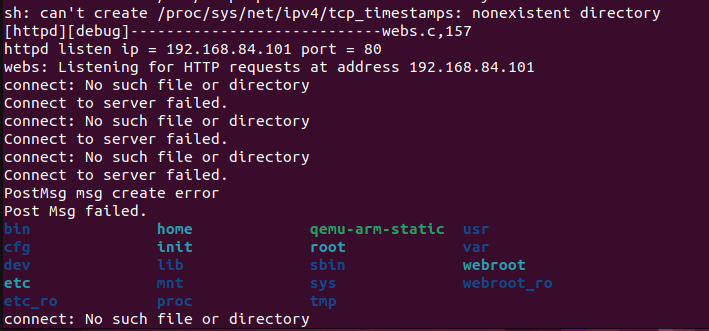 sh: can't create /proc/sys/net/ipv4/tcp_timestamps: nonexistent directory
[httpd][debug]----------------------------webs.c,157
httpd listen ip = 192.168.84.101 port = 80
webs: Listening for HTTP requests at address 192.168.84.101
connect: No such file or directory
Connect to server failed.
connect: No such file or directory
Connect to server failed.
connect: No such file or directory
Connect to server failed.
PostMsg msg create error
Post Msg failed.
bin home qemu-arm-static usr
cfg init root var
dev lib sbin webroot
etc mnt sys webroot_ro
etc_ro proc tmp
connect: No such file or directory